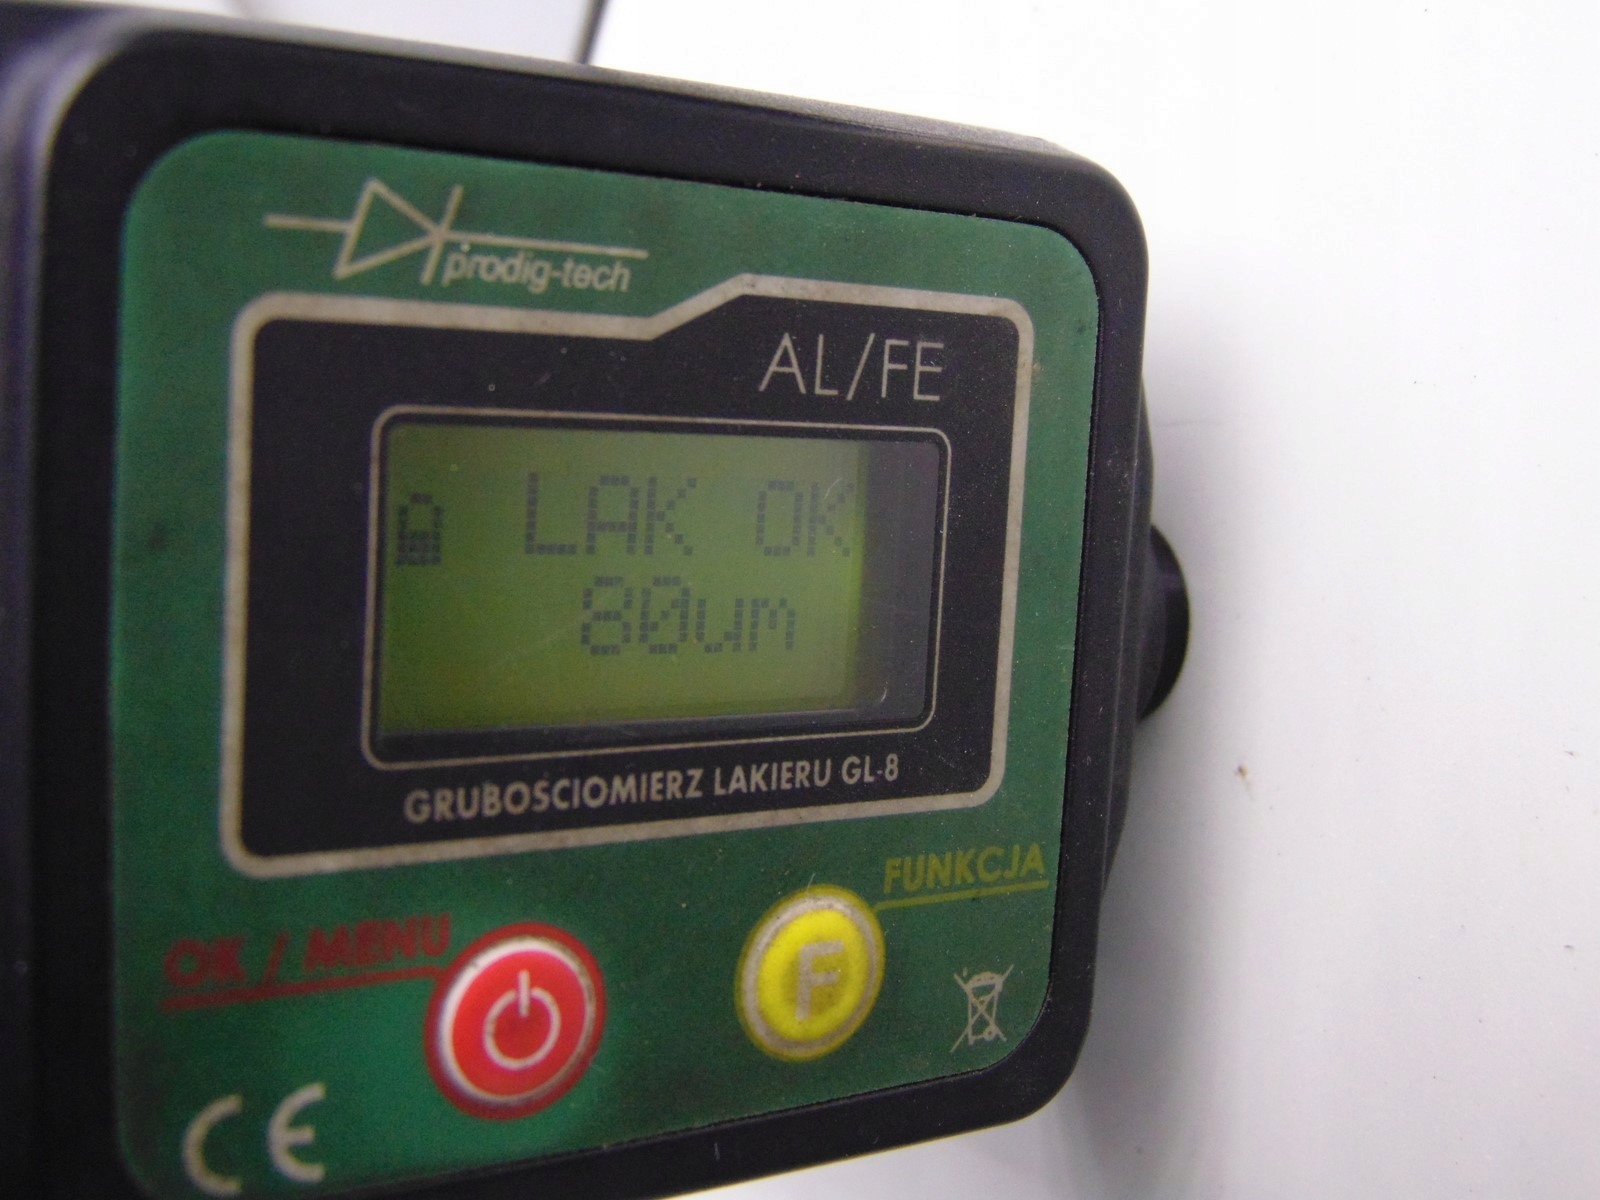 prodig-tech
AL/FE
LAK OK
80um
GRUBOSCIOMIERZ LAKIERU GL-8
FUNKCJA
OK / MENU
F
CE